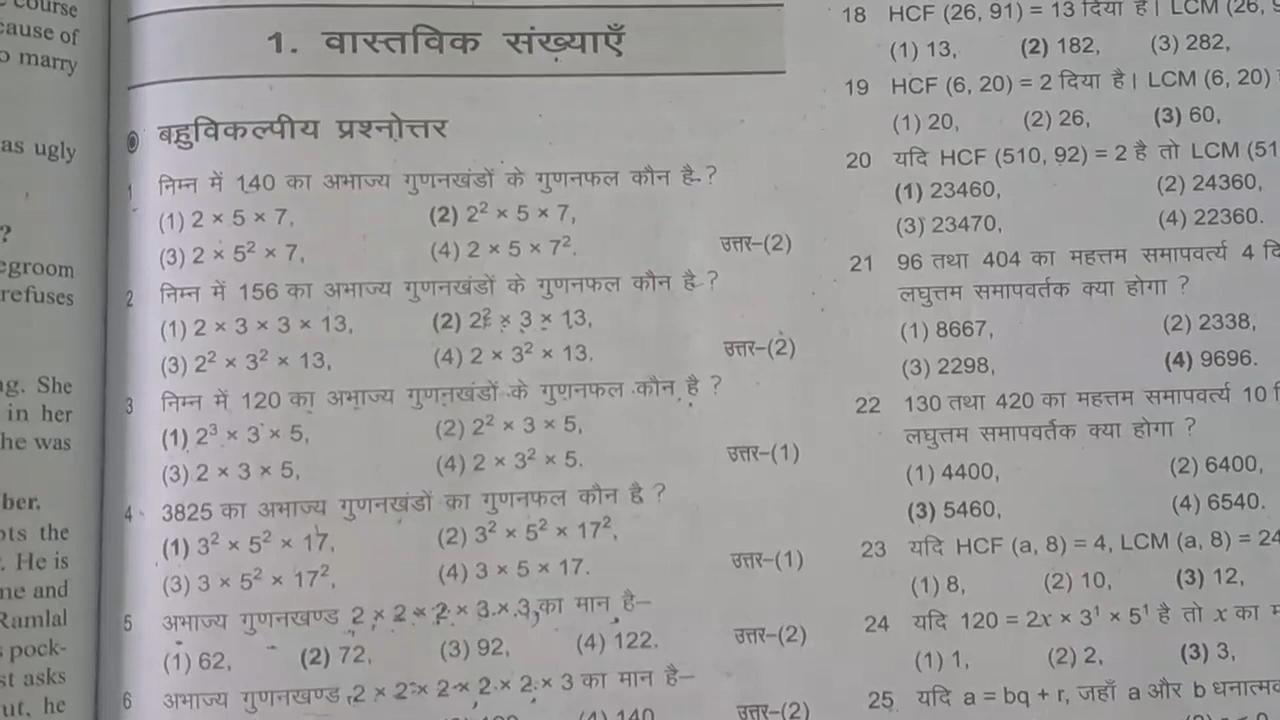 course
cause of
marry
as ugly
?
egroom
refuses
ng. She
in her
he was
ber.
ots the
. He is
me and
Ramlal
pock-
st asks
ut, he
1. वास्तविक संख्याएँ
बहुविकल्पीय प्रश्नोत्तर
1 निम्न में 140 का अभाज्य गुणनखंडों के गुणनफल कौन है ?
(1) 2 × 5 × 7, (2) 2² × 5 × 7,
(3) 2 × 5² × 7, (4) 2 × 5 × 7². उत्तर–(2)
2 निम्न में 156 का अभाज्य गुणनखंडों के गुणनफल कौन है ?
(1) 2 × 3 × 3 × 13, (2) 2² × 3 × 13,
(3) 2² × 3² × 13, (4) 2 × 3² × 13. उत्तर–(2)
3 निम्न में 120 का अभाज्य गुणनखंडों के गुणनफल कौन है ?
(1) 2³ × 3 × 5, (2) 2² × 3 × 5,
(3) 2 × 3 × 5, (4) 2 × 3² × 5. उत्तर–(1)
4 3825 का अभाज्य गुणनखंडों का गुणनफल कौन है ?
(1) 3² × 5² × 17, (2) 3² × 5² × 17²,
(3) 3 × 5² × 17², (4) 3 × 5 × 17. उत्तर–(1)
5 अभाज्य गुणनखण्ड 2 × 2 × 2 × 3 × 3, का मान है–
(1) 62, (2) 72, (3) 92, (4) 122. उत्तर–(2)
6 अभाज्य गुणनखण्ड 2 × 2 × 2 × 2 × 2 × 3 का मान है–
(4) 140 उत्तर–(2)
18 HCF (26, 91) = 13 दिया है। LCM (26, 9
(1) 13, (2) 182, (3) 282,
19 HCF (6, 20) = 2 दिया है। LCM (6, 20)
(1) 20, (2) 26, (3) 60,
20 यदि HCF (510, 92) = 2 है तो LCM (51
(1) 23460, (2) 24360,
(3) 23470, (4) 22360.
21 96 तथा 404 का महत्तम समापवर्त्य 4 दि
लघुत्तम समापवर्तक क्या होगा ?
(1) 8667, (2) 2338,
(3) 2298, (4) 9696.
22 130 तथा 420 का महत्तम समापवर्त्य 10
लघुत्तम समापवर्तक क्या होगा ?
(1) 4400, (2) 6400,
(3) 5460, (4) 6540.
23 यदि HCF (a, 8) = 4, LCM (a, 8) = 24
(1) 8, (2) 10, (3) 12,
24 यदि 120 = 2x × 3¹ × 5¹ है तो x का
(1) 1, (2) 2, (3) 3,
25 यदि a = bq + r, जहाँ a और b धनात्मक